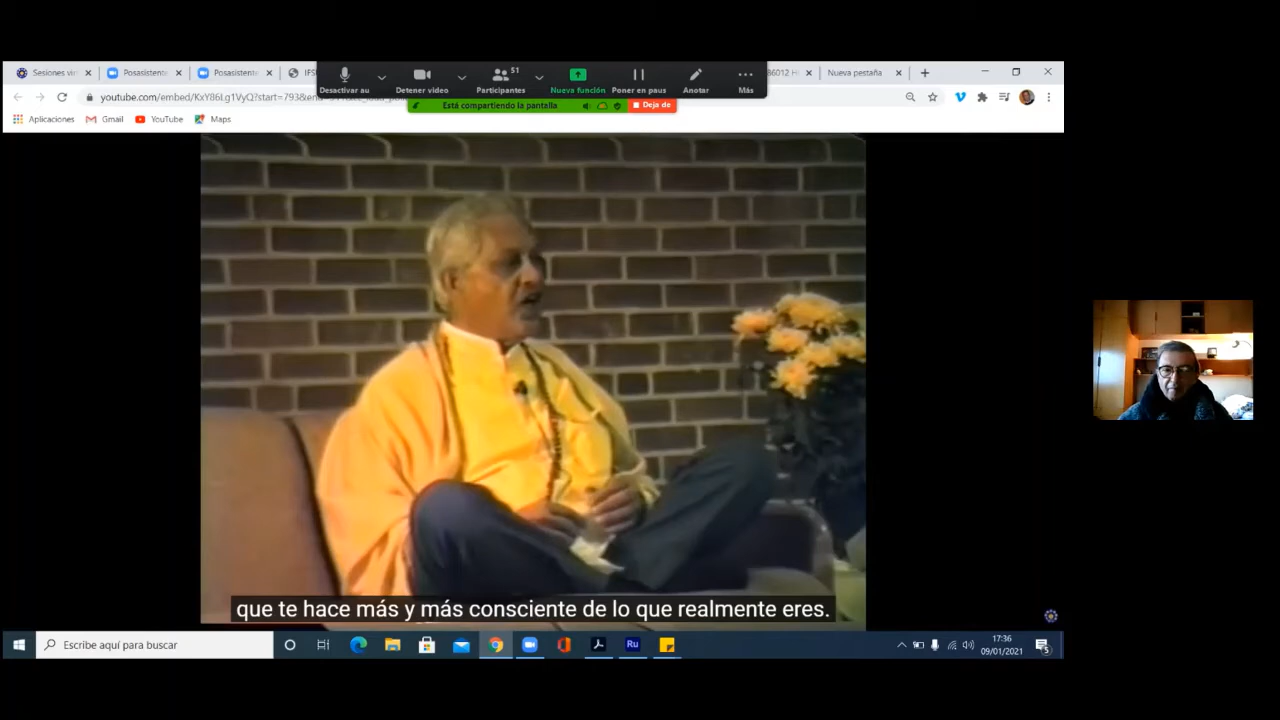 Sesiones vir
Posasistente
Posasistente
IFS
86012 H
Nueva pestaña
51
Desactivar au
Detener video
Participantes
Nueva función
Poner en paus
Anotar
Más
youtube.com/embed/KxY86Lg1VyQ?start=793&en
Está compartiendo la pantalla
Deja de
Aplicaciones
Gmail
YouTube
Maps
que te hace más y más consciente de lo que realmente eres.
Escribe aquí para buscar
Ru
17:36
09/01/2021
5